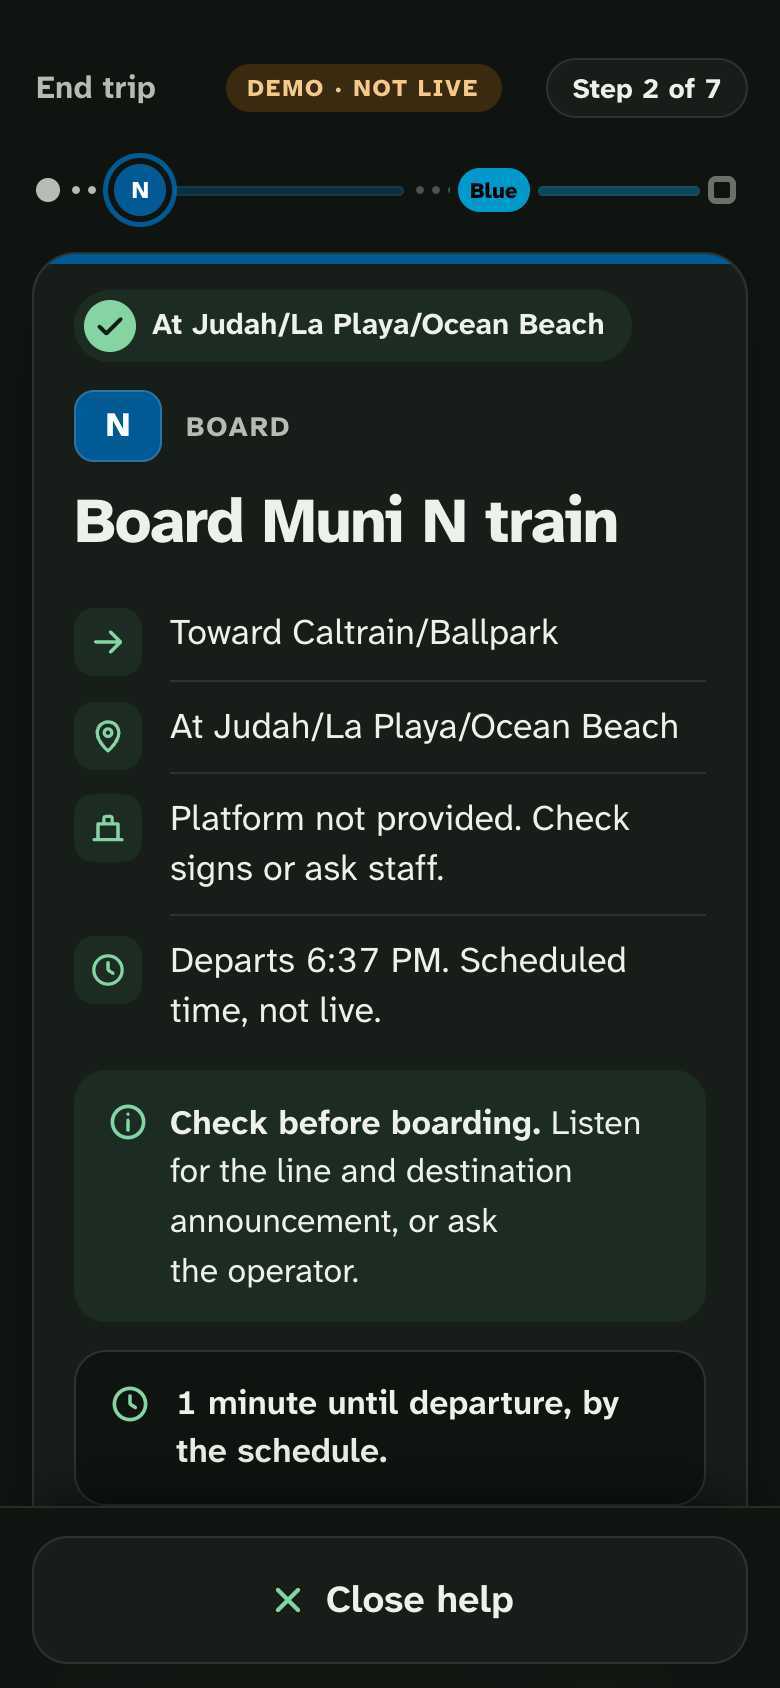 End trip
DEMO · NOT LIVE
Step 2 of 7
N
Blue
At Judah/La Playa/Ocean Beach
N
BOARD
Board Muni N train
Toward Caltrain/Ballpark
At Judah/La Playa/Ocean Beach
Platform not provided. Check
signs or ask staff.
Departs 6:37 PM. Scheduled
time, not live.
Check before boarding. Listen
for the line and destination
announcement, or ask
the operator.
1 minute until departure, by
the schedule.
Close help